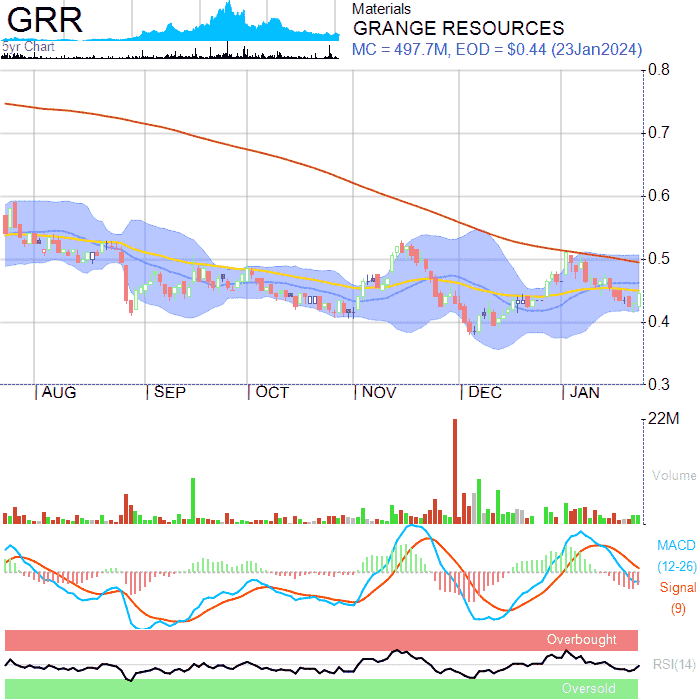 GRR
5yr Chart
Materials
GRANGE RESOURCES
MC = 497.7M, EOD = $0.44 (23Jan2024)
0.8
0.7
0.6
0.5
0.4
0.3
AUG SEP OCT NOV DEC JAN
22M
Volume
MACD
(12-26)
Signal
(9)
Overbought
RSI(14)
Oversold